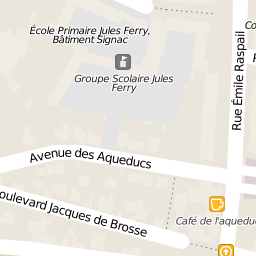 École Primaire Jules Ferry,
Bâtiment Signac
Groupe Scolaire Jules
Ferry
Rue Émile Raspail
Avenue des Aqueducs
Café de l'aqueduc
Boulevard Jacques de Brosse